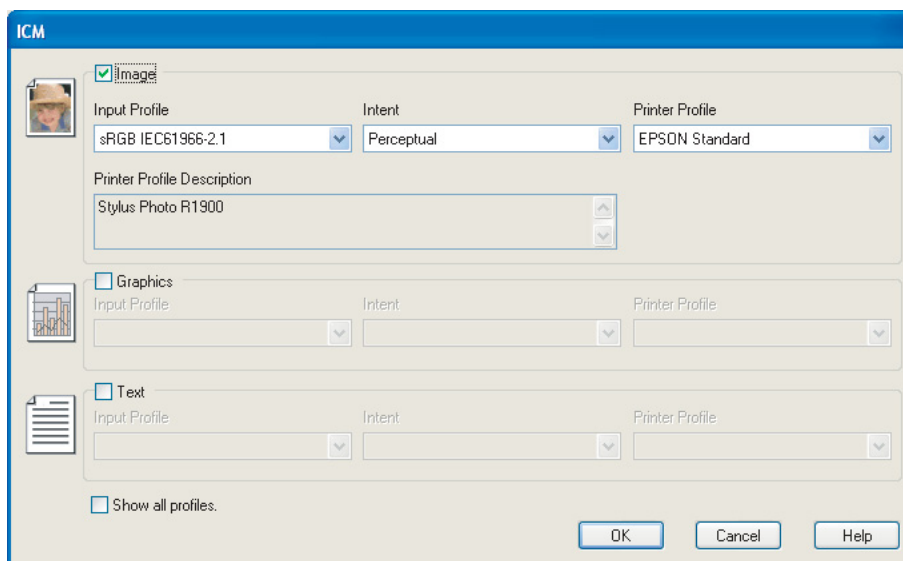 ICM
Image
Input Profile Intent Printer Profile
sRGB IEC61966-2.1 Perceptual EPSON Standard
Printer Profile Description
Stylus Photo R1900
Graphics
Input Profile Intent Printer Profile
Text
Input Profile Intent Printer Profile
Show all profiles.
OK Cancel Help